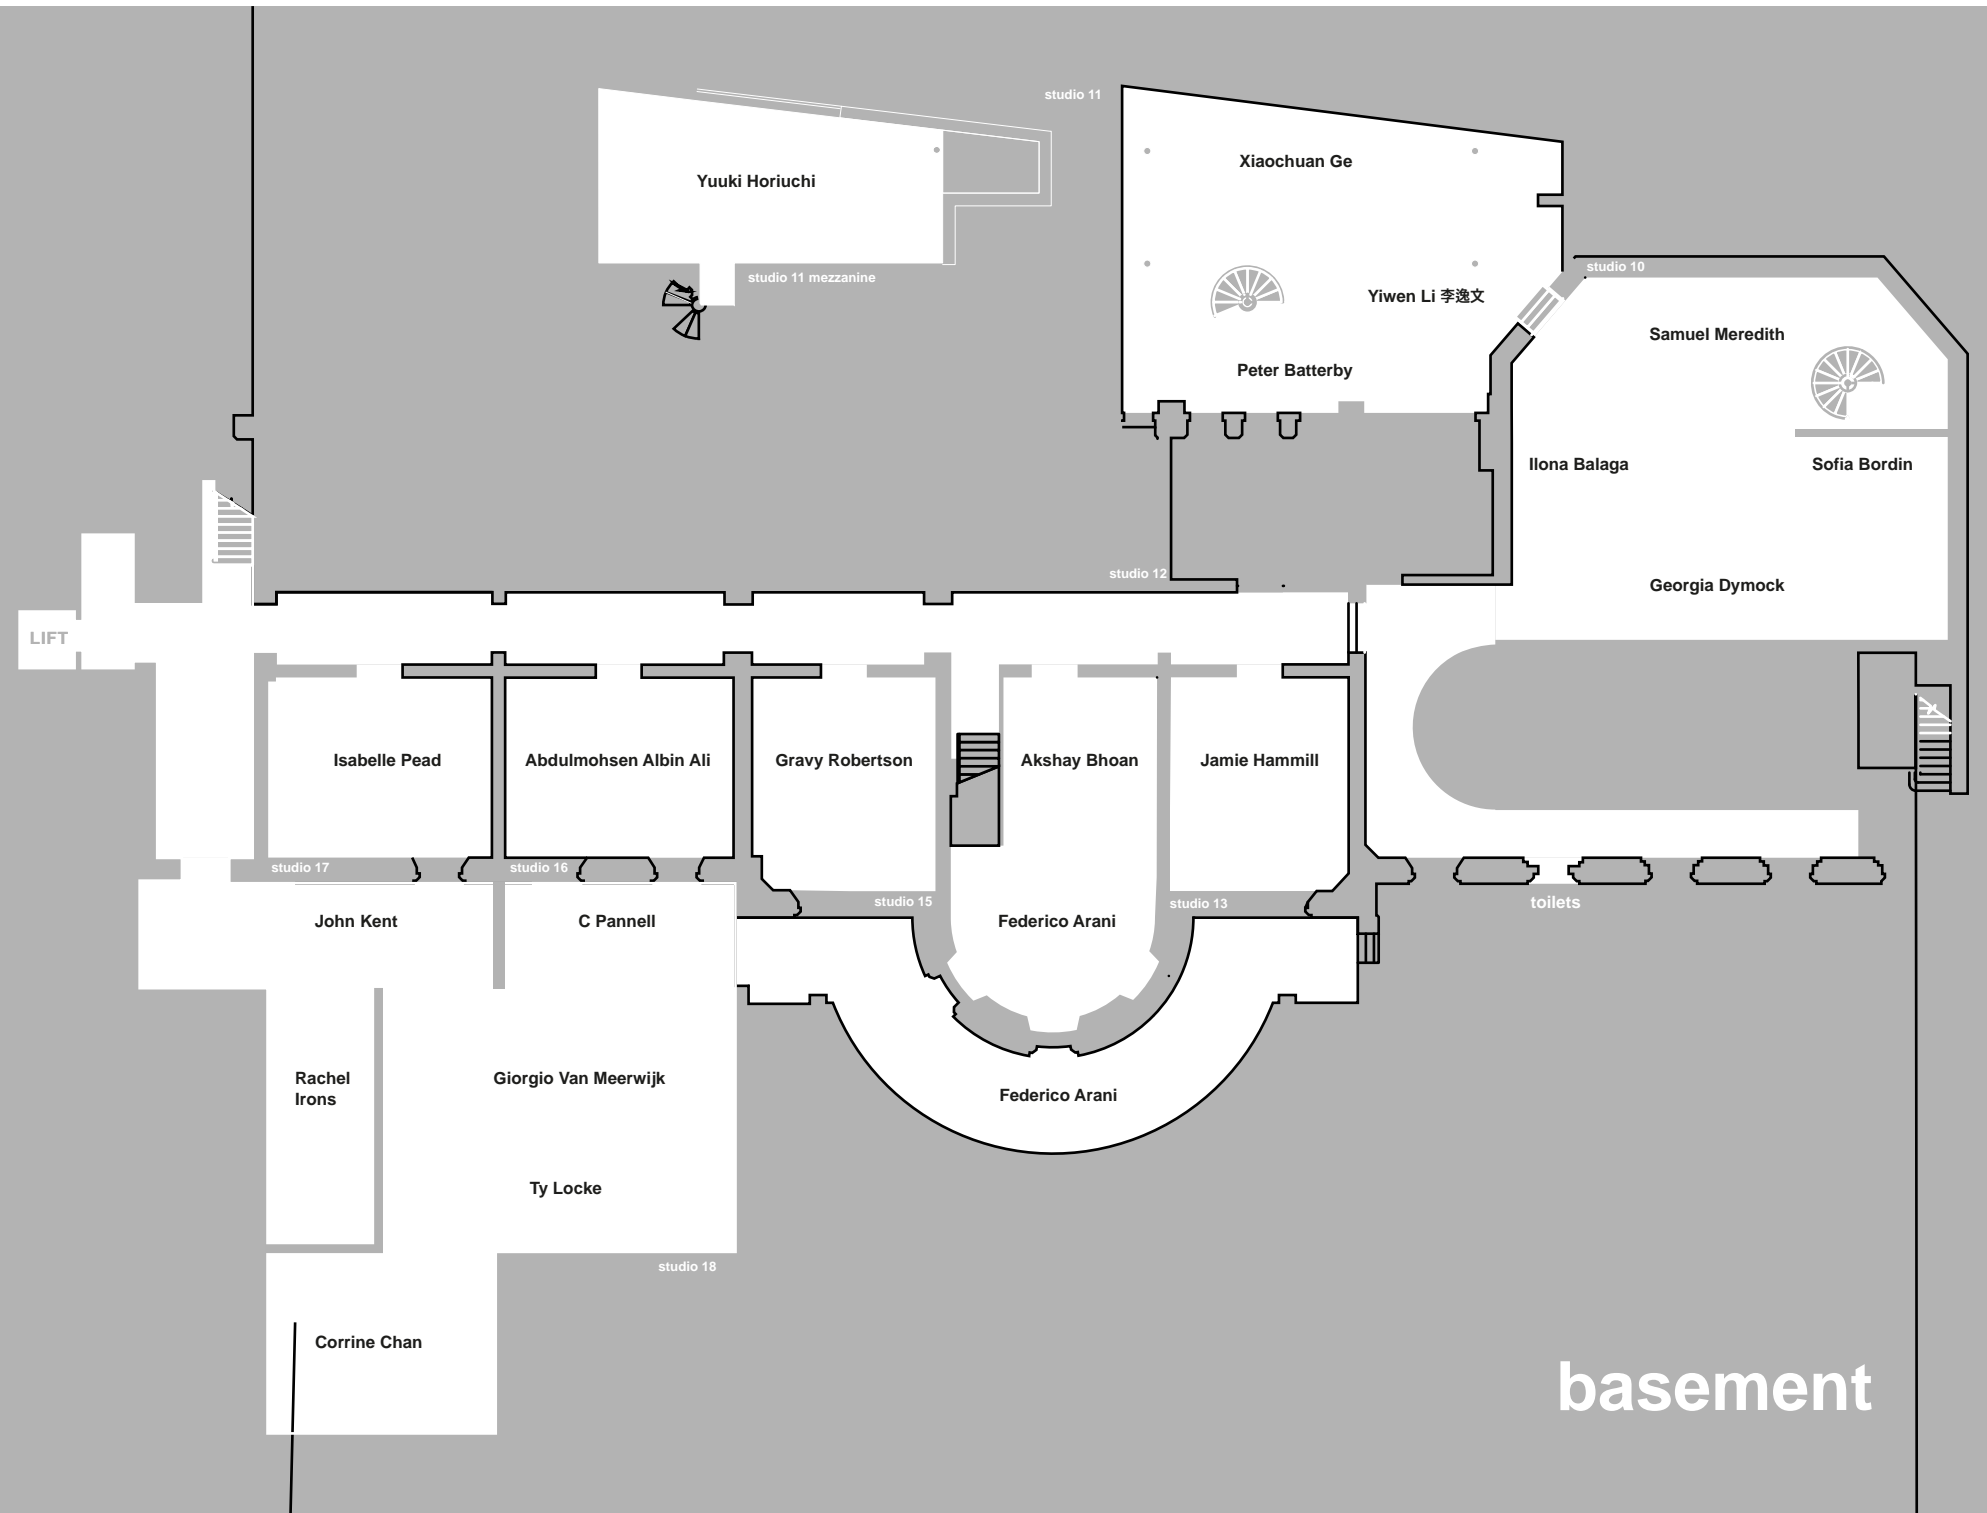 studio 11
Xiaochuan Ge
Yuuki Horiuchi
studio 10
studio 11 mezzanine
Yiwen Li 李逸文
Samuel Meredith
Peter Batterby
Ilona Balaga
Sofia Bordin
studio 12
Georgia Dymock
LIFT
Isabelle Pead
Abdulmohsen Albin Ali
Gravy Robertson
Akshay Bhoan
Jamie Hammill
studio 17
studio 16
studio 15
studio 13
toilets
John Kent
C Pannell
Federico Arani
Rachel
Irons
Giorgio Van Meerwijk
Federico Arani
Ty Locke
studio 18
Corrine Chan
basement